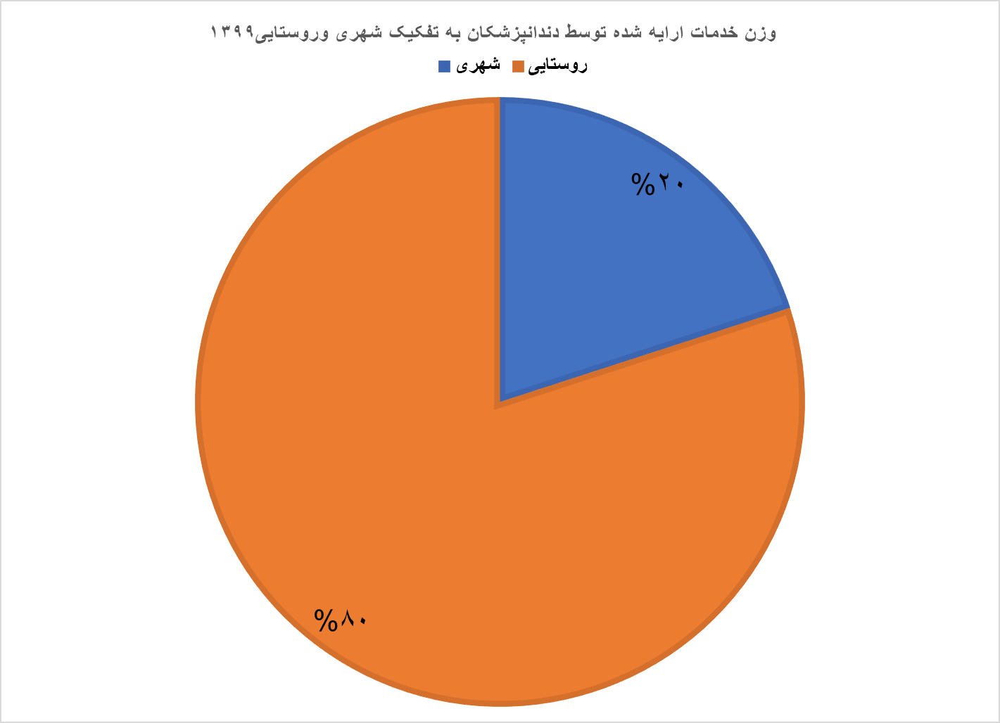 وزن خدمات ارایه شده توسط دندانپزشکان به تفکیک شهری وروستایی۱۳۹۹
شهری روستایی
%۲۰
%۸۰